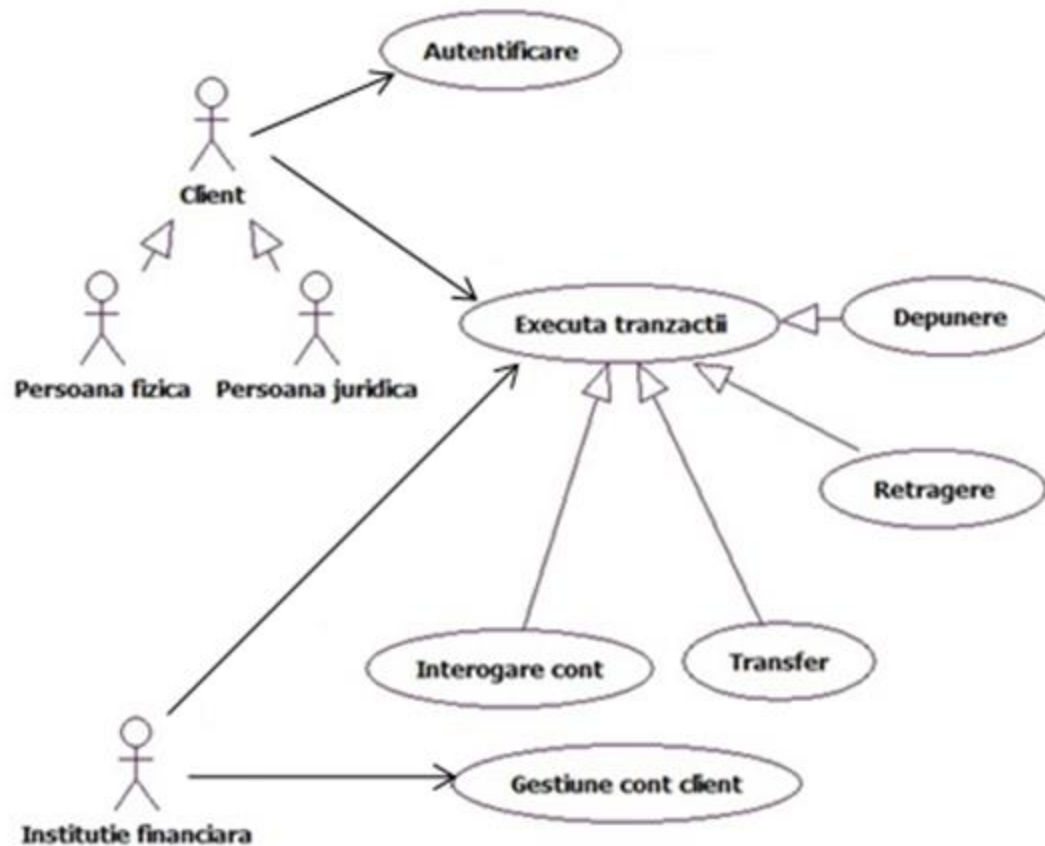 Autentificare
Client
Persoana fizica
Persoana juridica
Executa tranzactii
Depunere
Retragere
Interogare cont
Transfer
Gestiune cont client
Institutie financiara